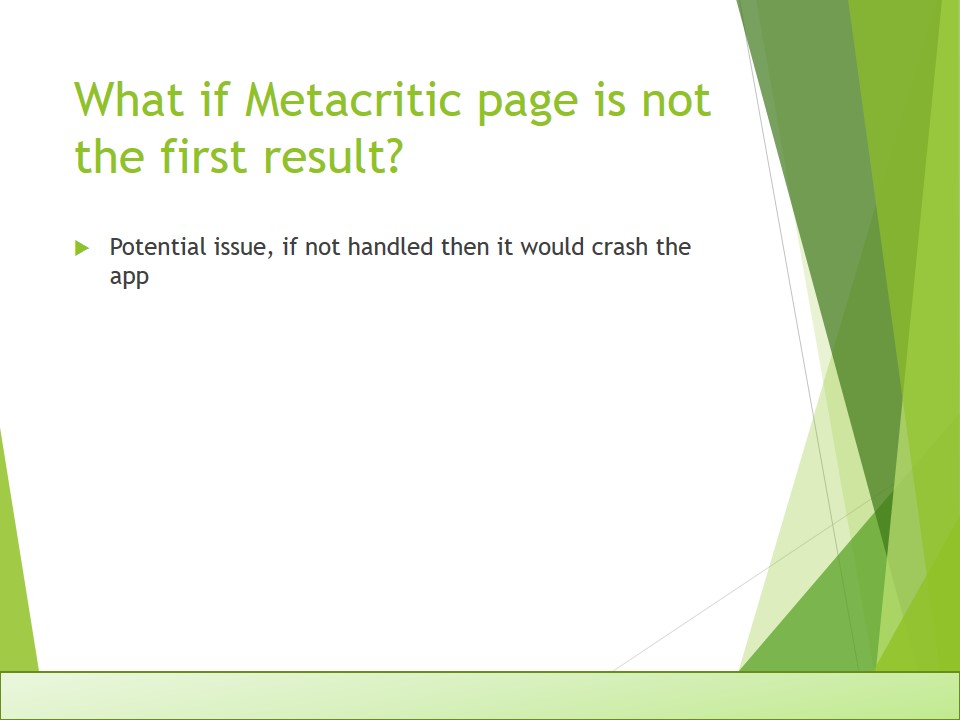 What if Metacritic page is not
the first result?
Potential issue, if not handled then it would crash the
app